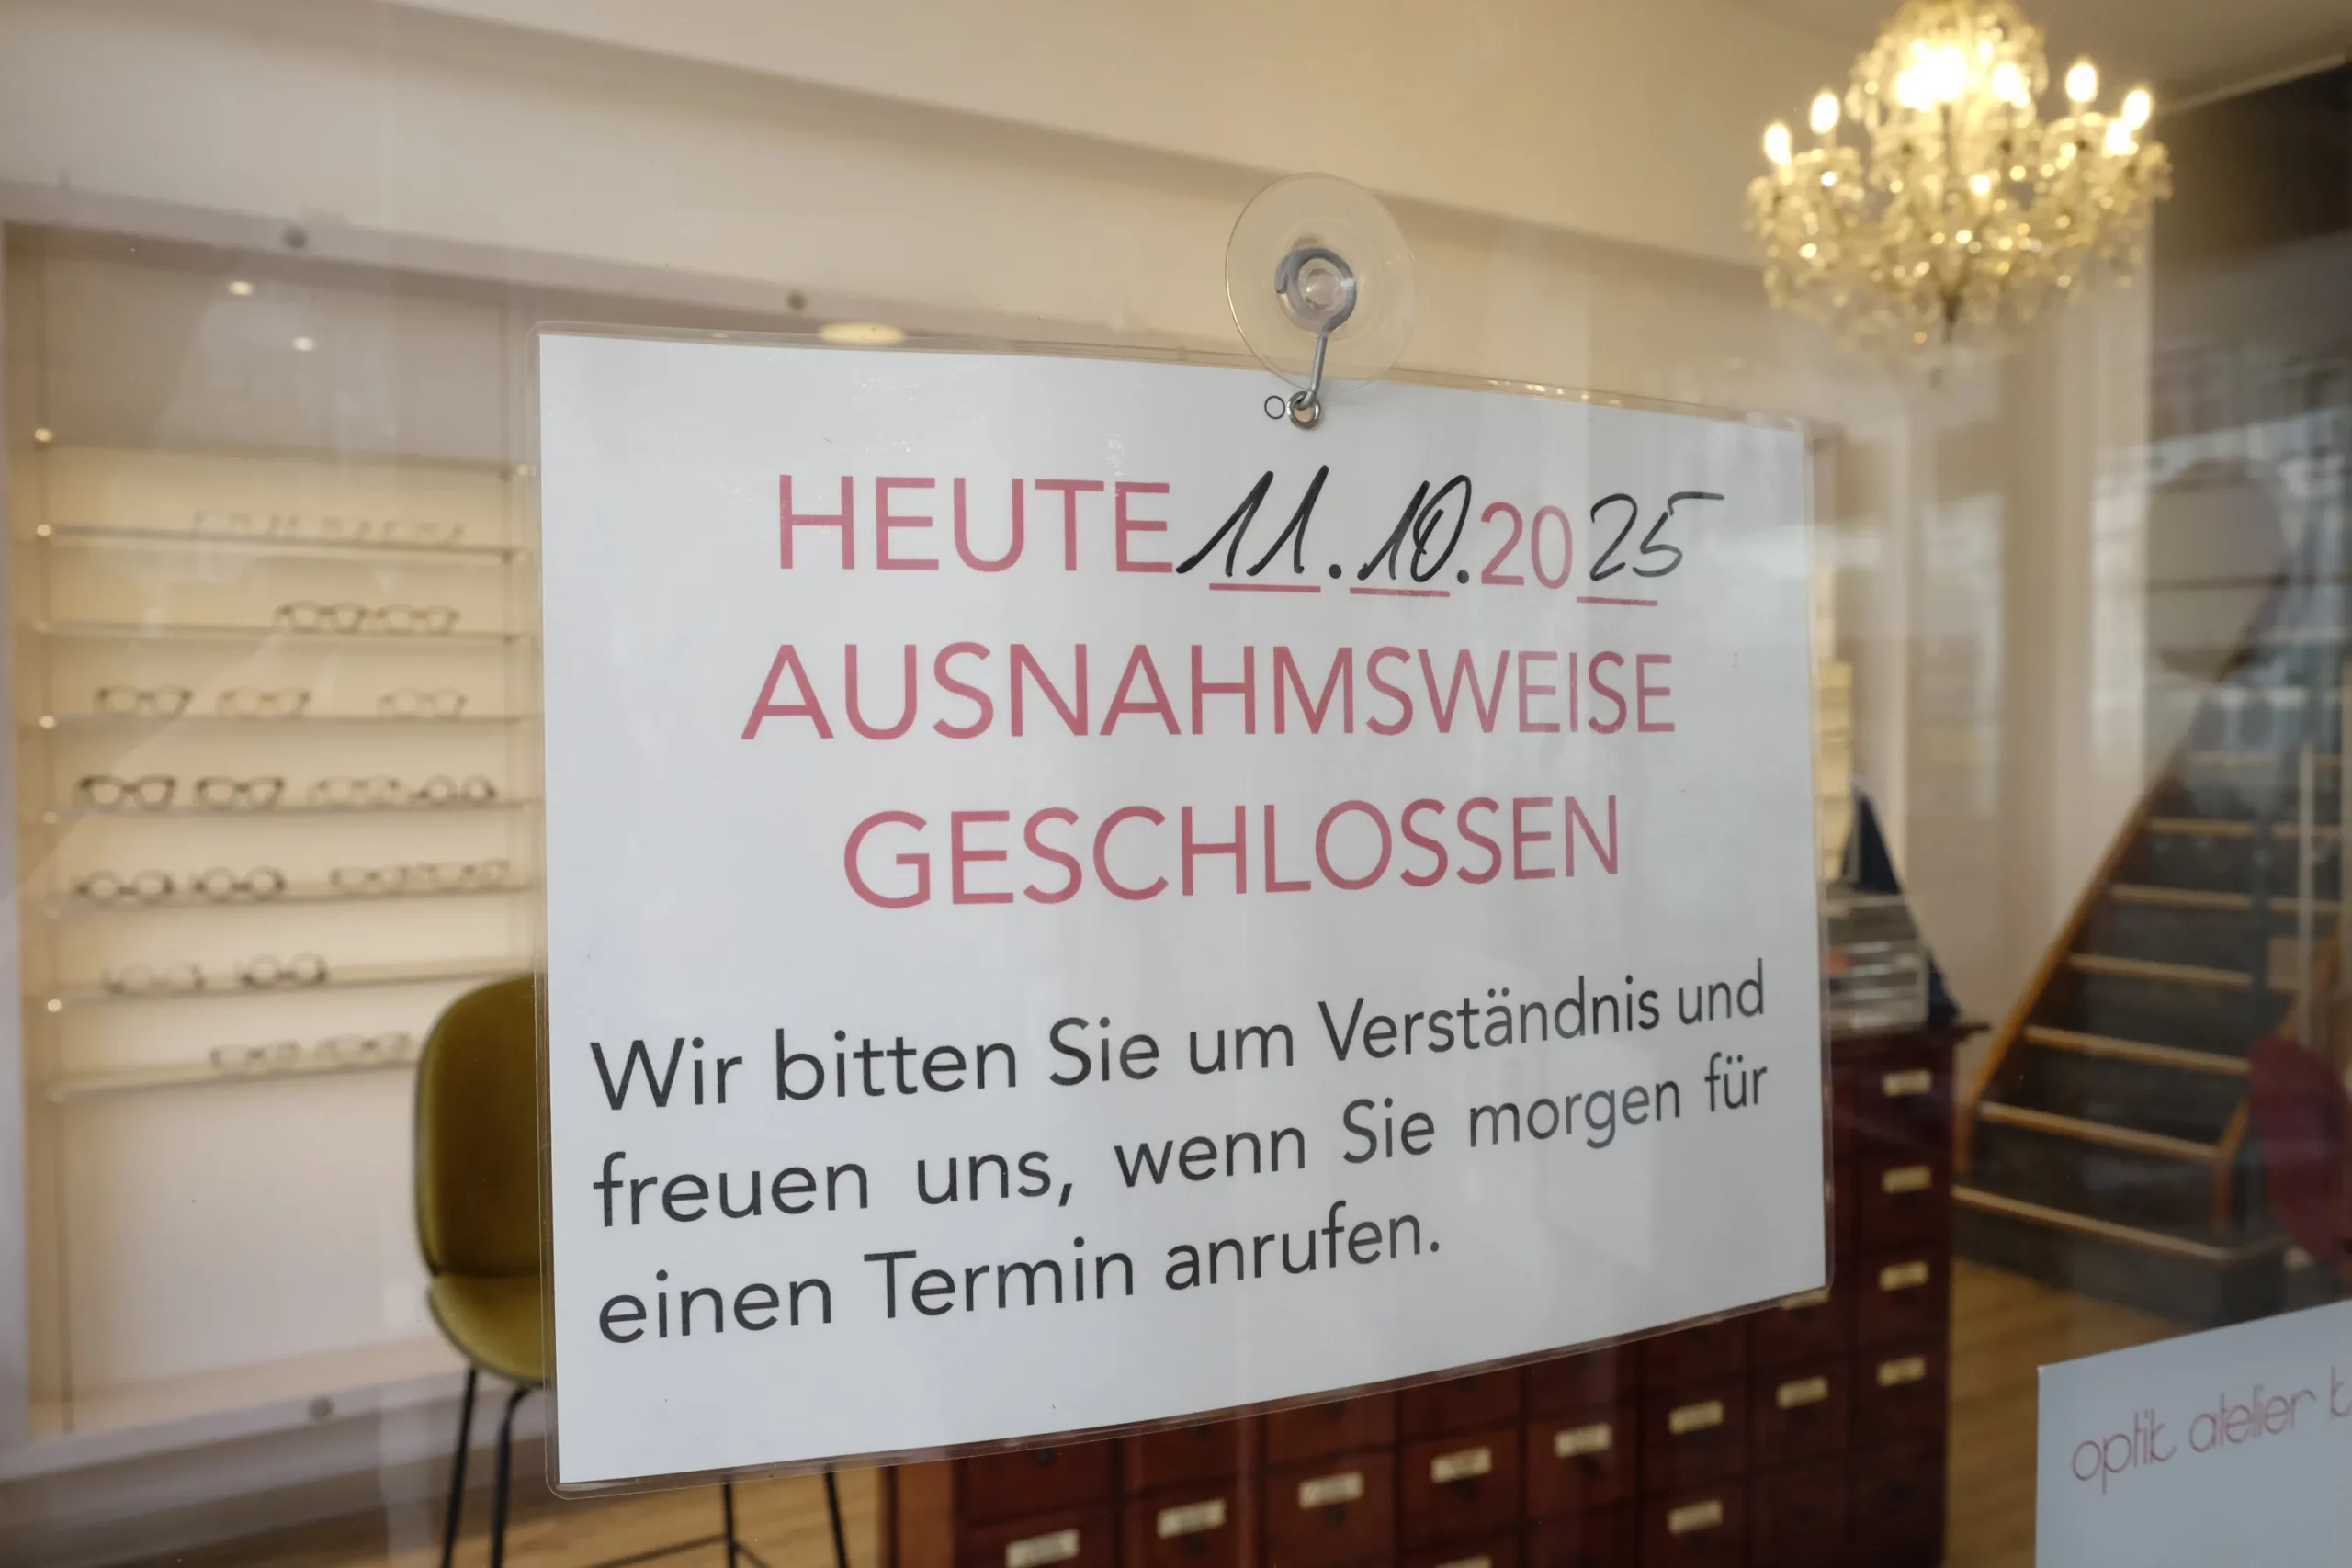 HEUTE 11.10.2025
AUSNAHMSWEISE
GESCHLOSSEN
Wir bitten Sie um Verständnis und
freuen uns, wenn Sie morgen für
einen Termin anrufen.
optik atelier